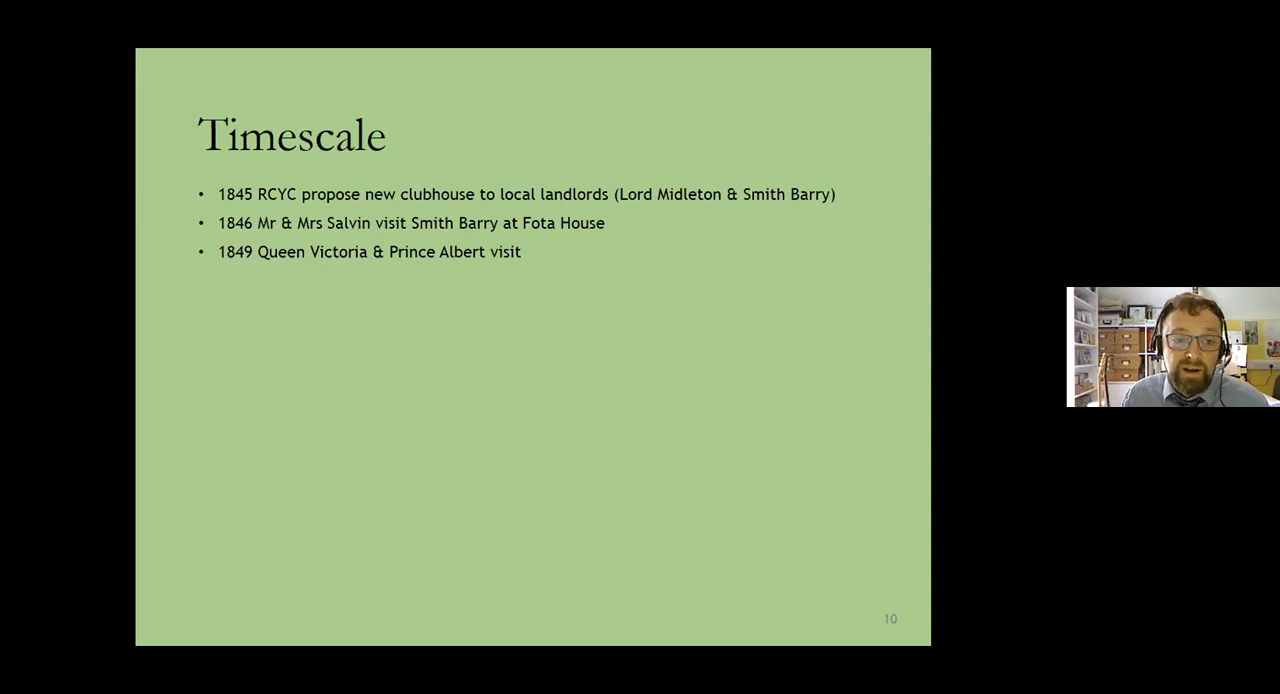 Timescale
• 1845 RCYC propose new clubhouse to local landlords (Lord Midleton & Smith Barry)
• 1846 Mr & Mrs Salvin visit Smith Barry at Fota House
• 1849 Queen Victoria & Prince Albert visit
10